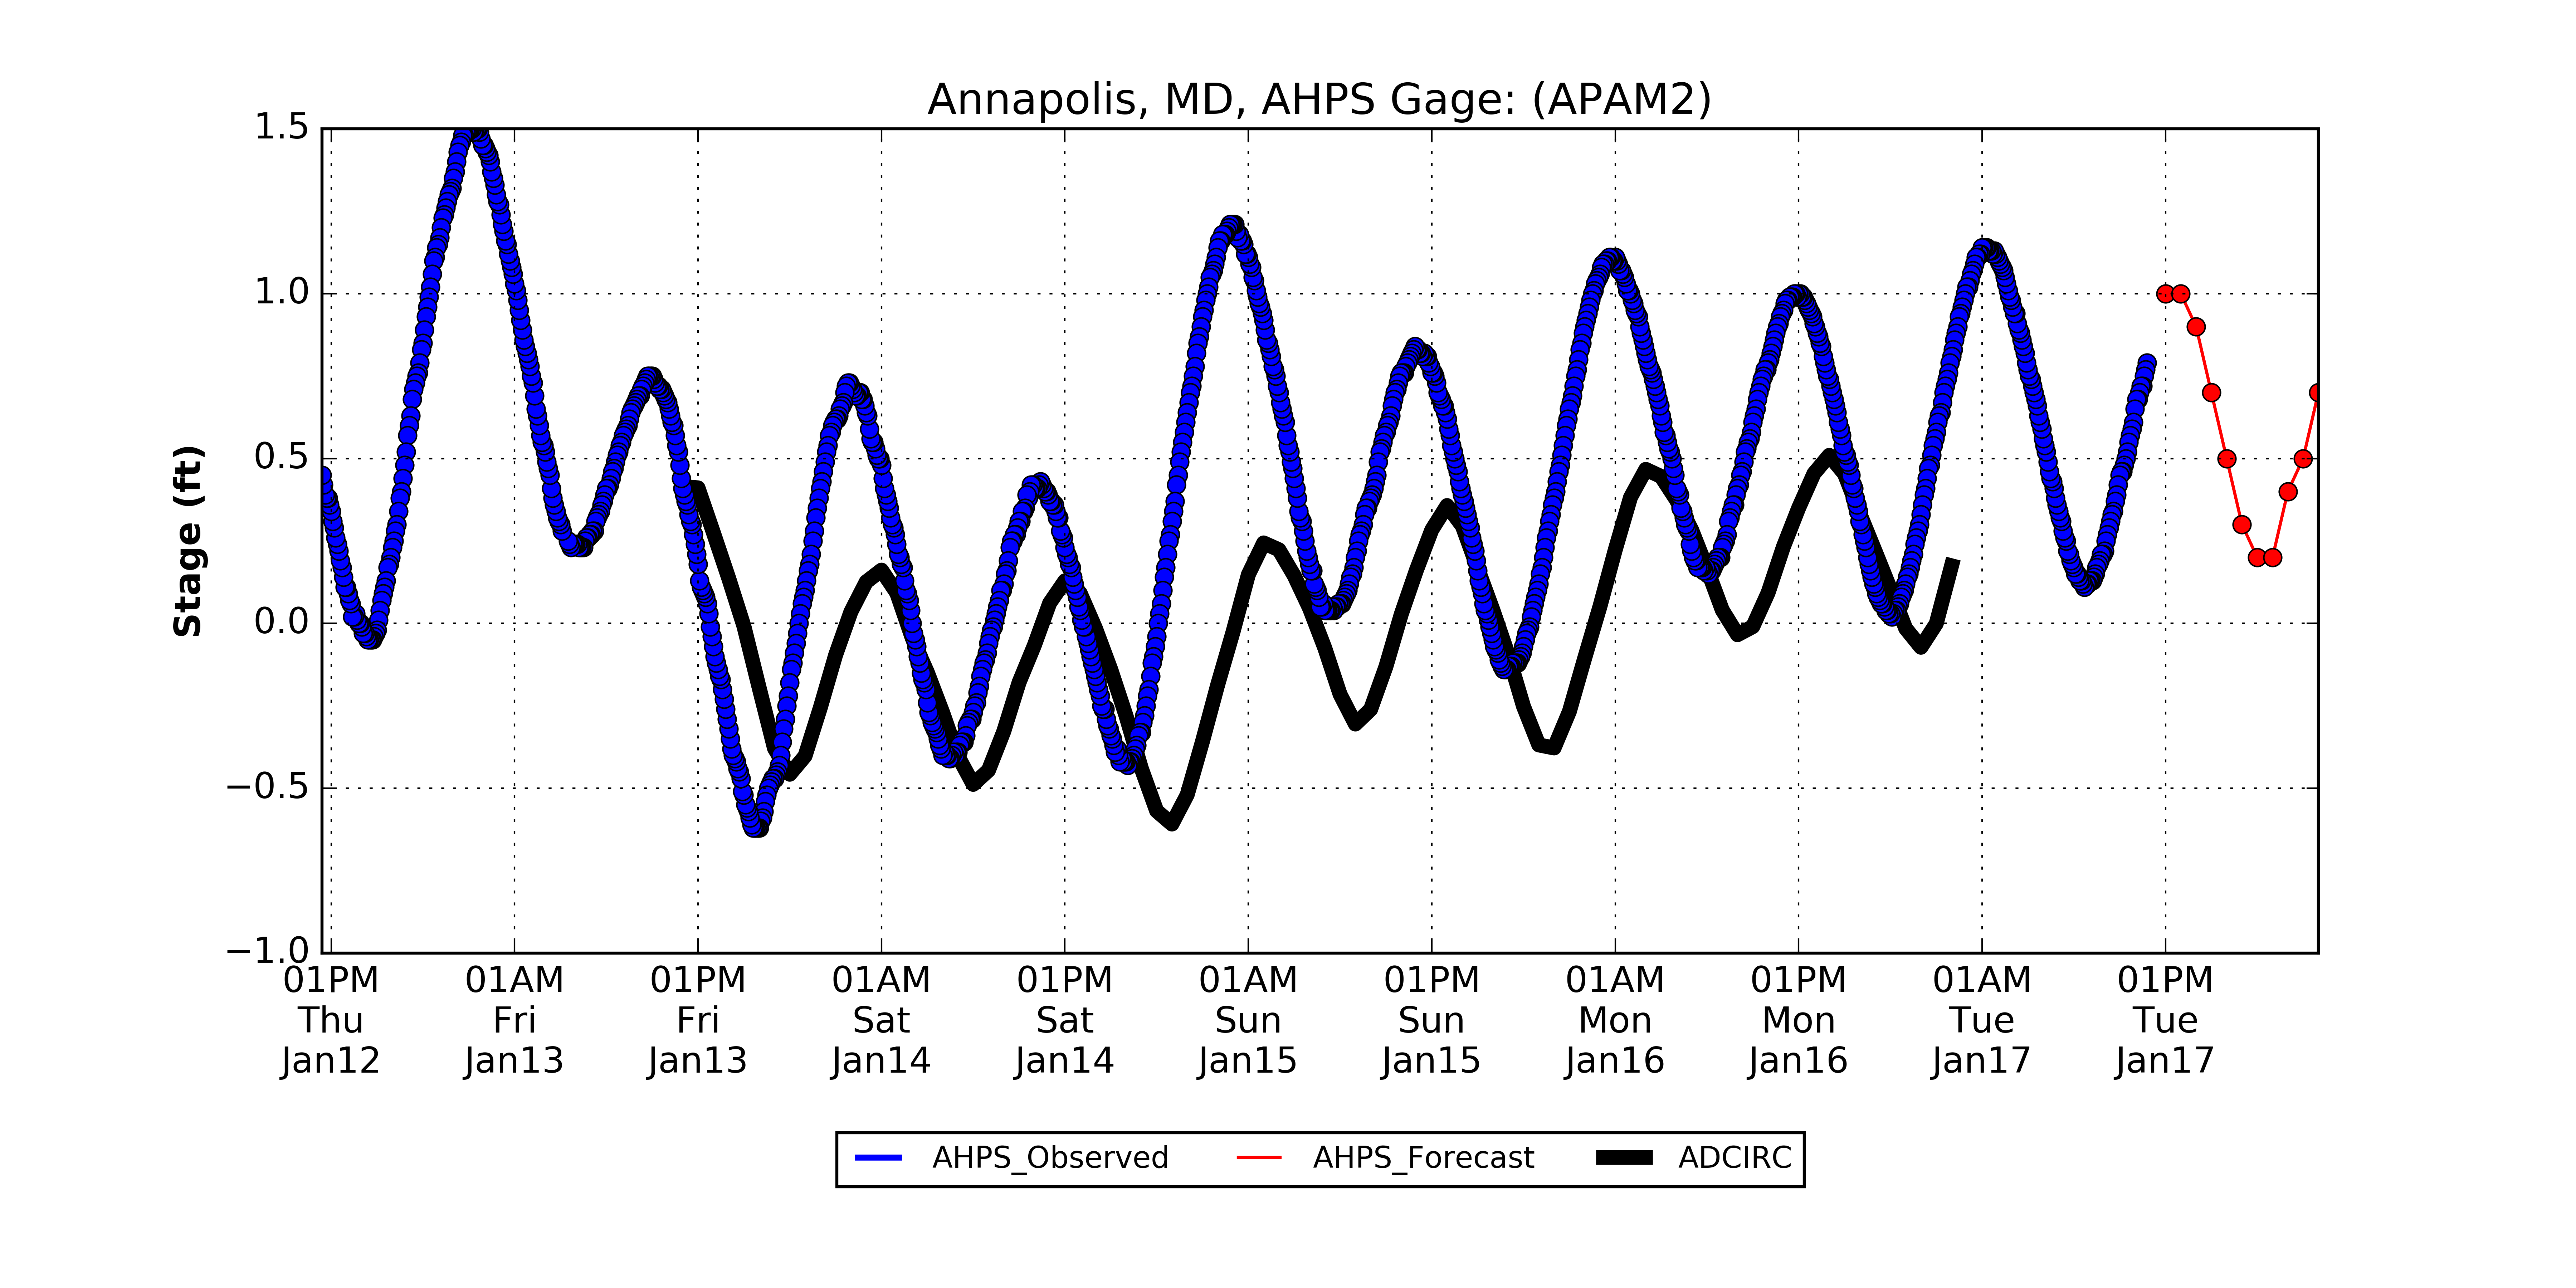 Annapolis, MD, AHPS Gage: (APAM2)
Stage (ft)
1.5
1.0
0.5
0.0
−0.5
−1.0
01PM 01AM 01PM 01AM 01PM 01AM 01PM 01AM 01PM 01AM 01PM
Thu Fri Fri Sat Sat Sun Sun Mon Mon Tue Tue
Jan12 Jan13 Jan13 Jan14 Jan14 Jan15 Jan15 Jan16 Jan16 Jan17 Jan17
AHPS_Observed AHPS_Forecast ADCIRC